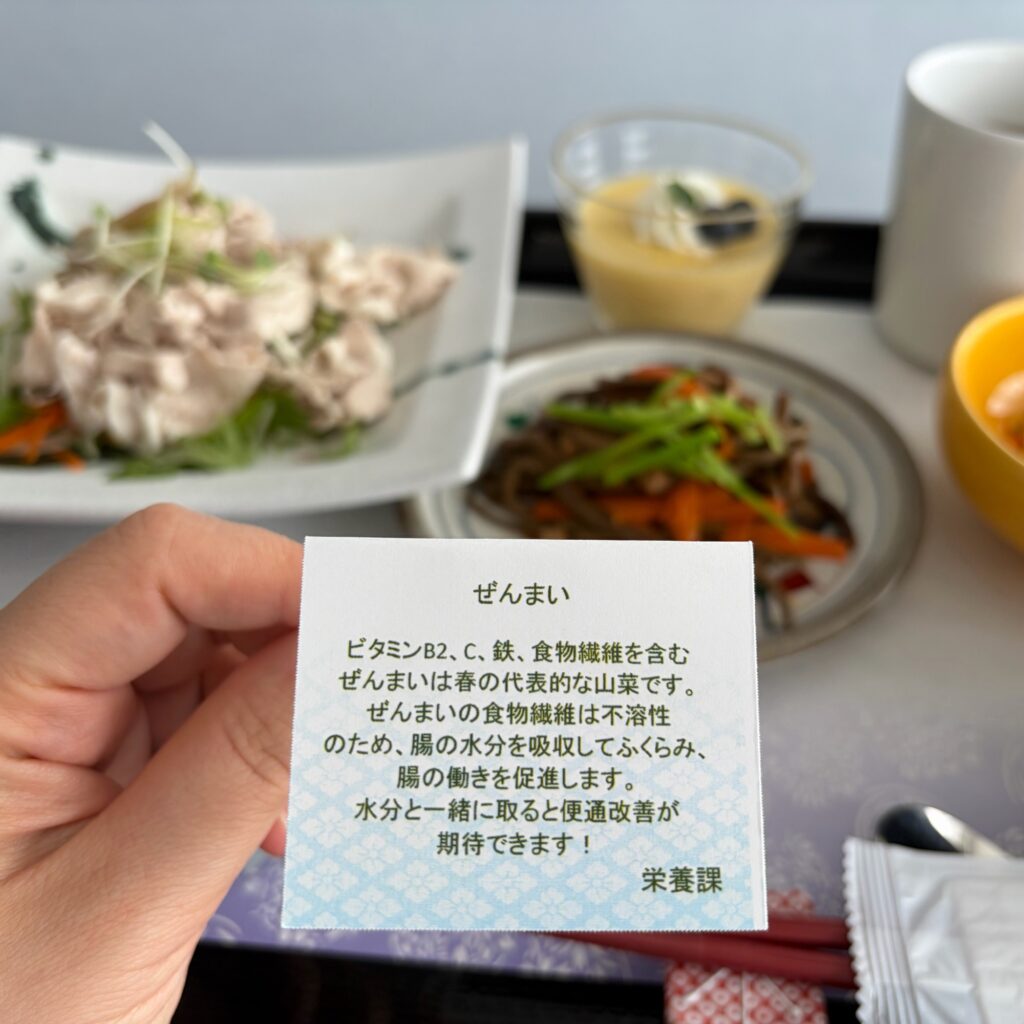 ぜんまい
ビタミンB2、C、鉄、食物繊維を含む
ぜんまいは春の代表的な山菜です。
ぜんまいの食物繊維は不溶性
のため、腸の水分を吸収してふくらみ、
腸の働きを促進します。
水分と一緒に取ると便通改善が
期待できます！
栄養課